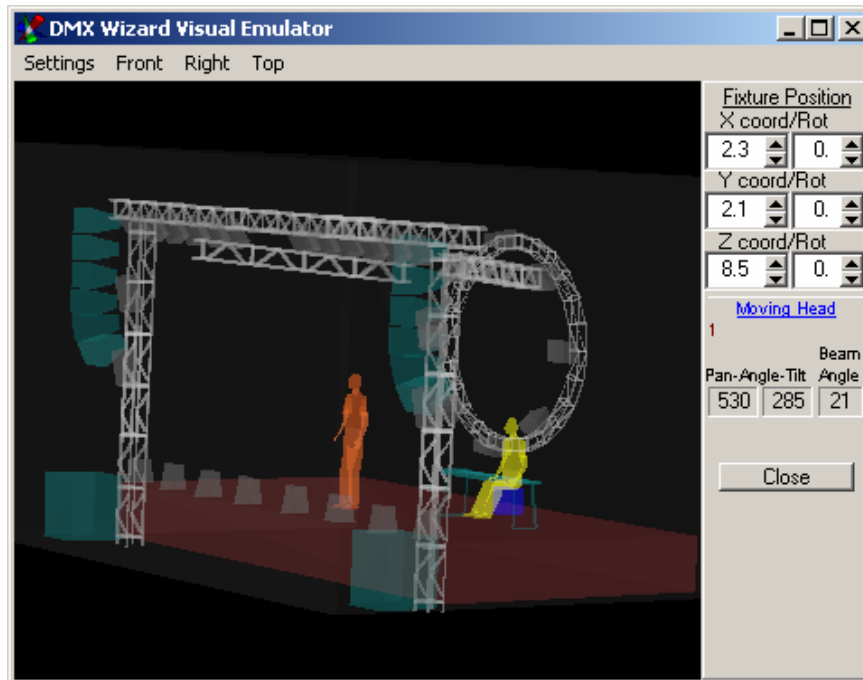 DMX Wizard Visual Emulator
Settings Front Right Top
Fixture Position
X coord/Rot
2.3 0.
Y coord/Rot
2.1 0.
Z coord/Rot
8.5 0.
Moving Head
1
Beam
Pan-Angle-Tilt Angle
530 285 21
Close